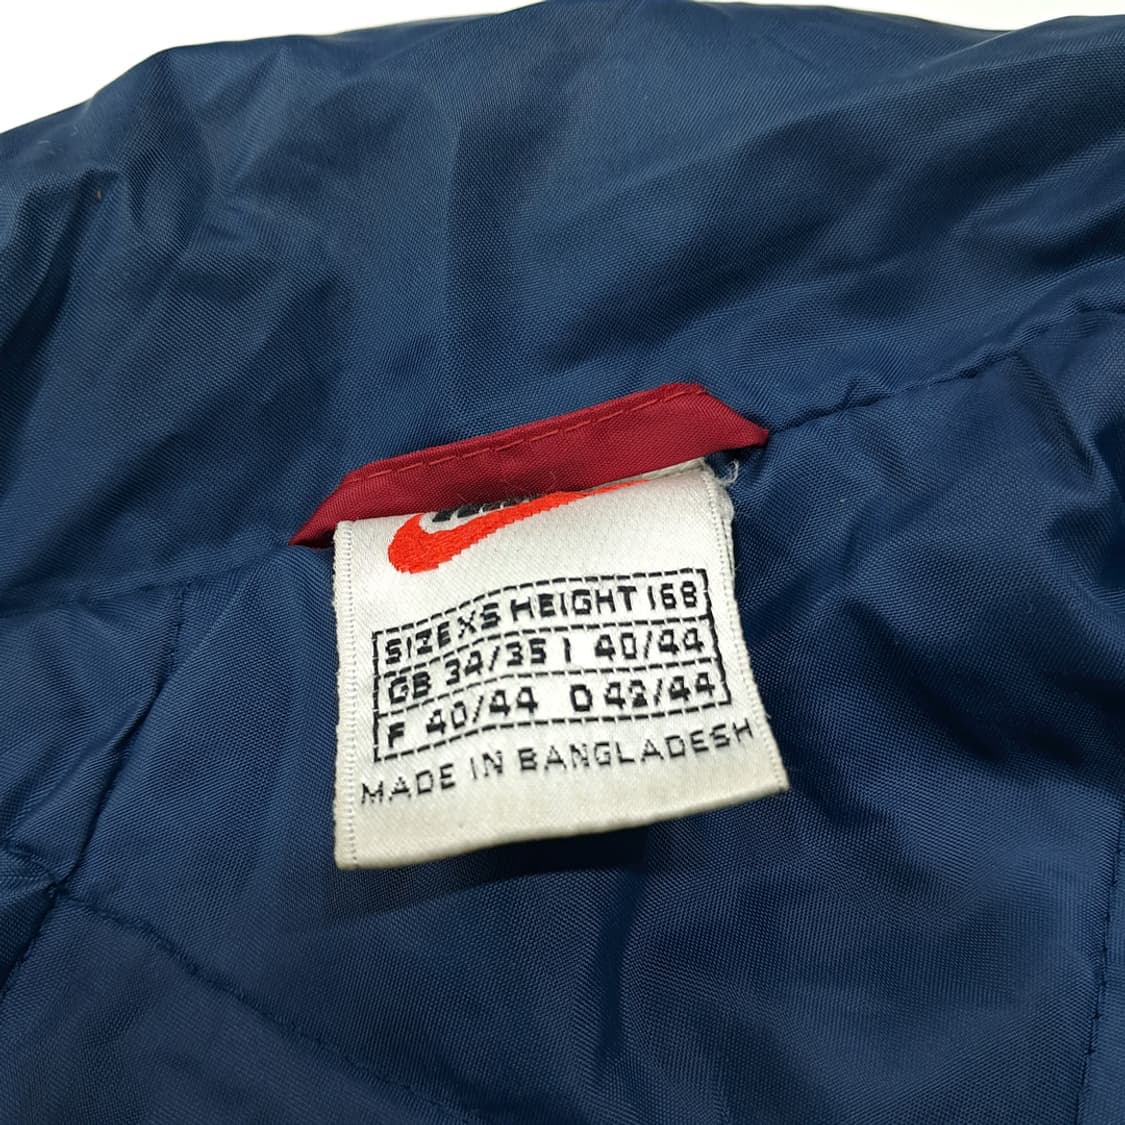 SIZE XS HEIGHT 168
GB 34/35 I 40/44
F 40/44 D 42/44
MADE IN BANGLADESH